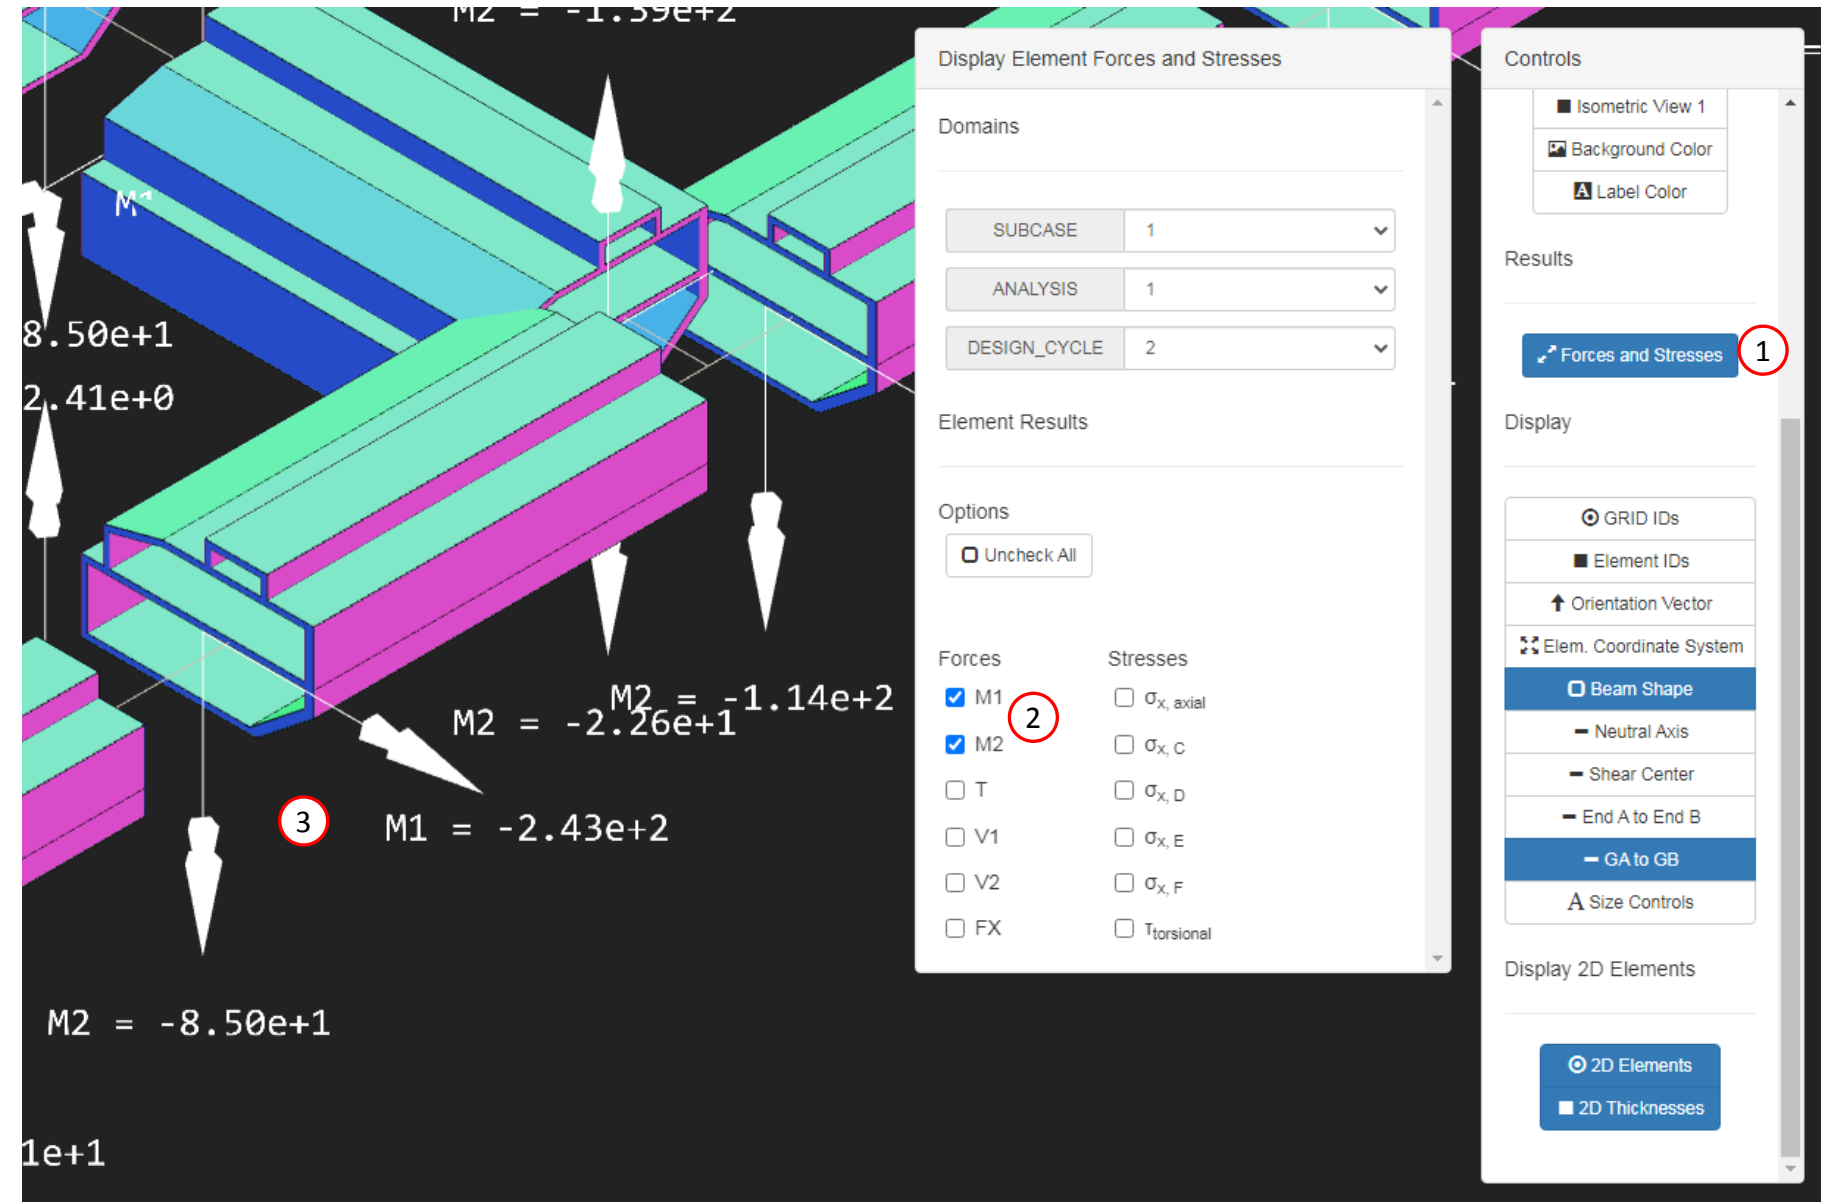 M2 = -1.59e+2
M1
8.50e+1
2.41e+0
M2 = -1.14e+2
M2 = -2.26e+1
M1 = -2.43e+2
3
M2 = -8.50e+1
1e+1
Display Element Forces and Stresses
Domains
SUBCASE 1
ANALYSIS 1
DESIGN_CYCLE 2
Element Results
Options
Uncheck All
Forces Stresses
M1 σx, axial
2
M2 σx, C
T σx, D
V1 σx, E
V2 σx, F
FX τtorsional
Controls
Isometric View 1
Background Color
A Label Color
Results
Forces and Stresses
1
Display
GRID IDs
Element IDs
Orientation Vector
Elem. Coordinate System
Beam Shape
Neutral Axis
Shear Center
End A to End B
GA to GB
A Size Controls
Display 2D Elements
2D Elements
2D Thicknesses